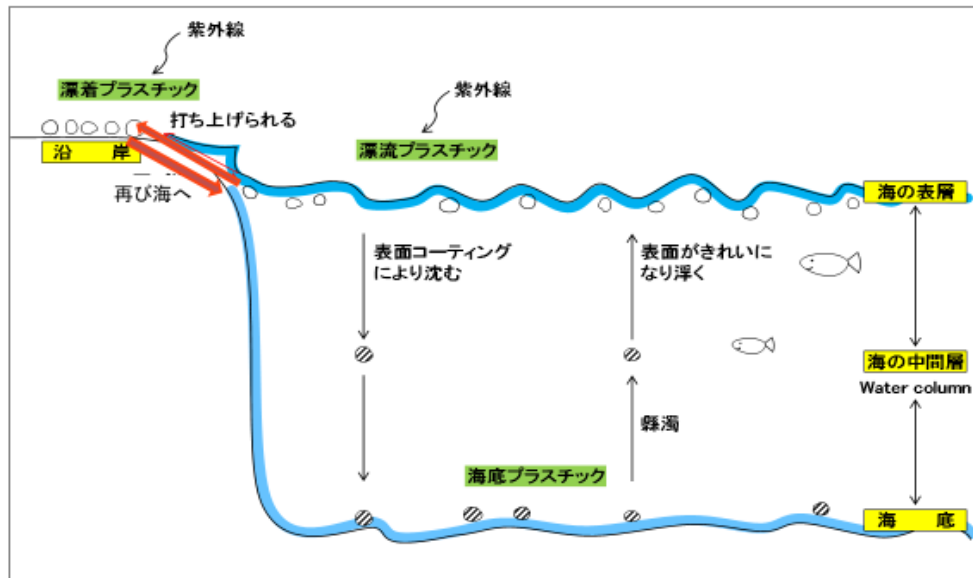 紫外線
漂着プラスチック
打ち上げられる
沿 岸
再び海へ
紫外線
漂流プラスチック
海の表層
表面コーティング
により沈む
表面がきれいに
なり浮く
海の中間層
Water column
懸濁
海底プラスチック
海 底